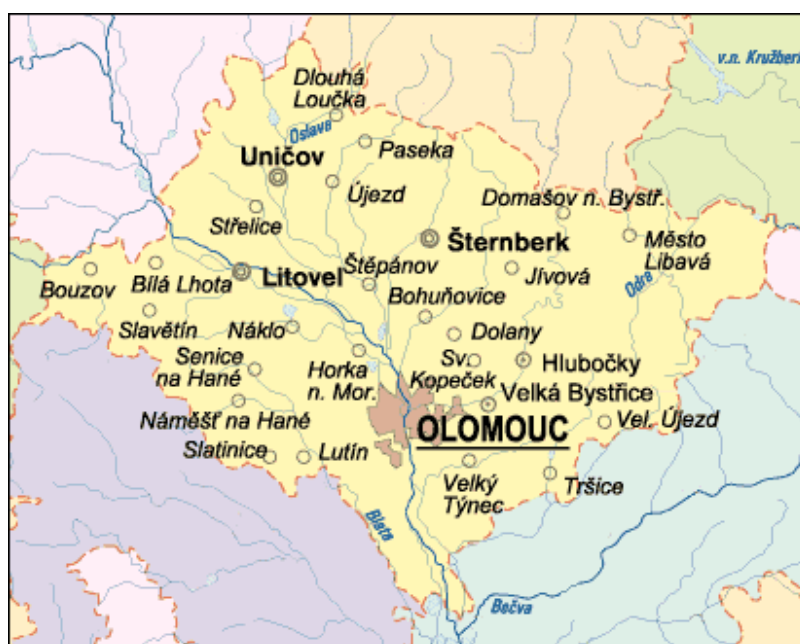 v.n. Kružberk
Dlouhá
Loučka
Oslava
Paseka
Uničov
Újezd
Střelice
Domašov n. Bystř.
Šternberk
Město
Libavá
Štěpánov
Jívová
Odra
Bouzov
Bílá Lhota
Litovel
Bohuňovice
Slavětín
Náklo
Dolany
Senice
na Hané
Horka
n. Mor.
Sv.
Kopeček
Hlubočky
Velká Bystřice
Náměšť na Hané
OLOMOUC
Vel. Újezd
Slatinice
Lutín
Velký
Týnec
Tršice
Blata
Bečva